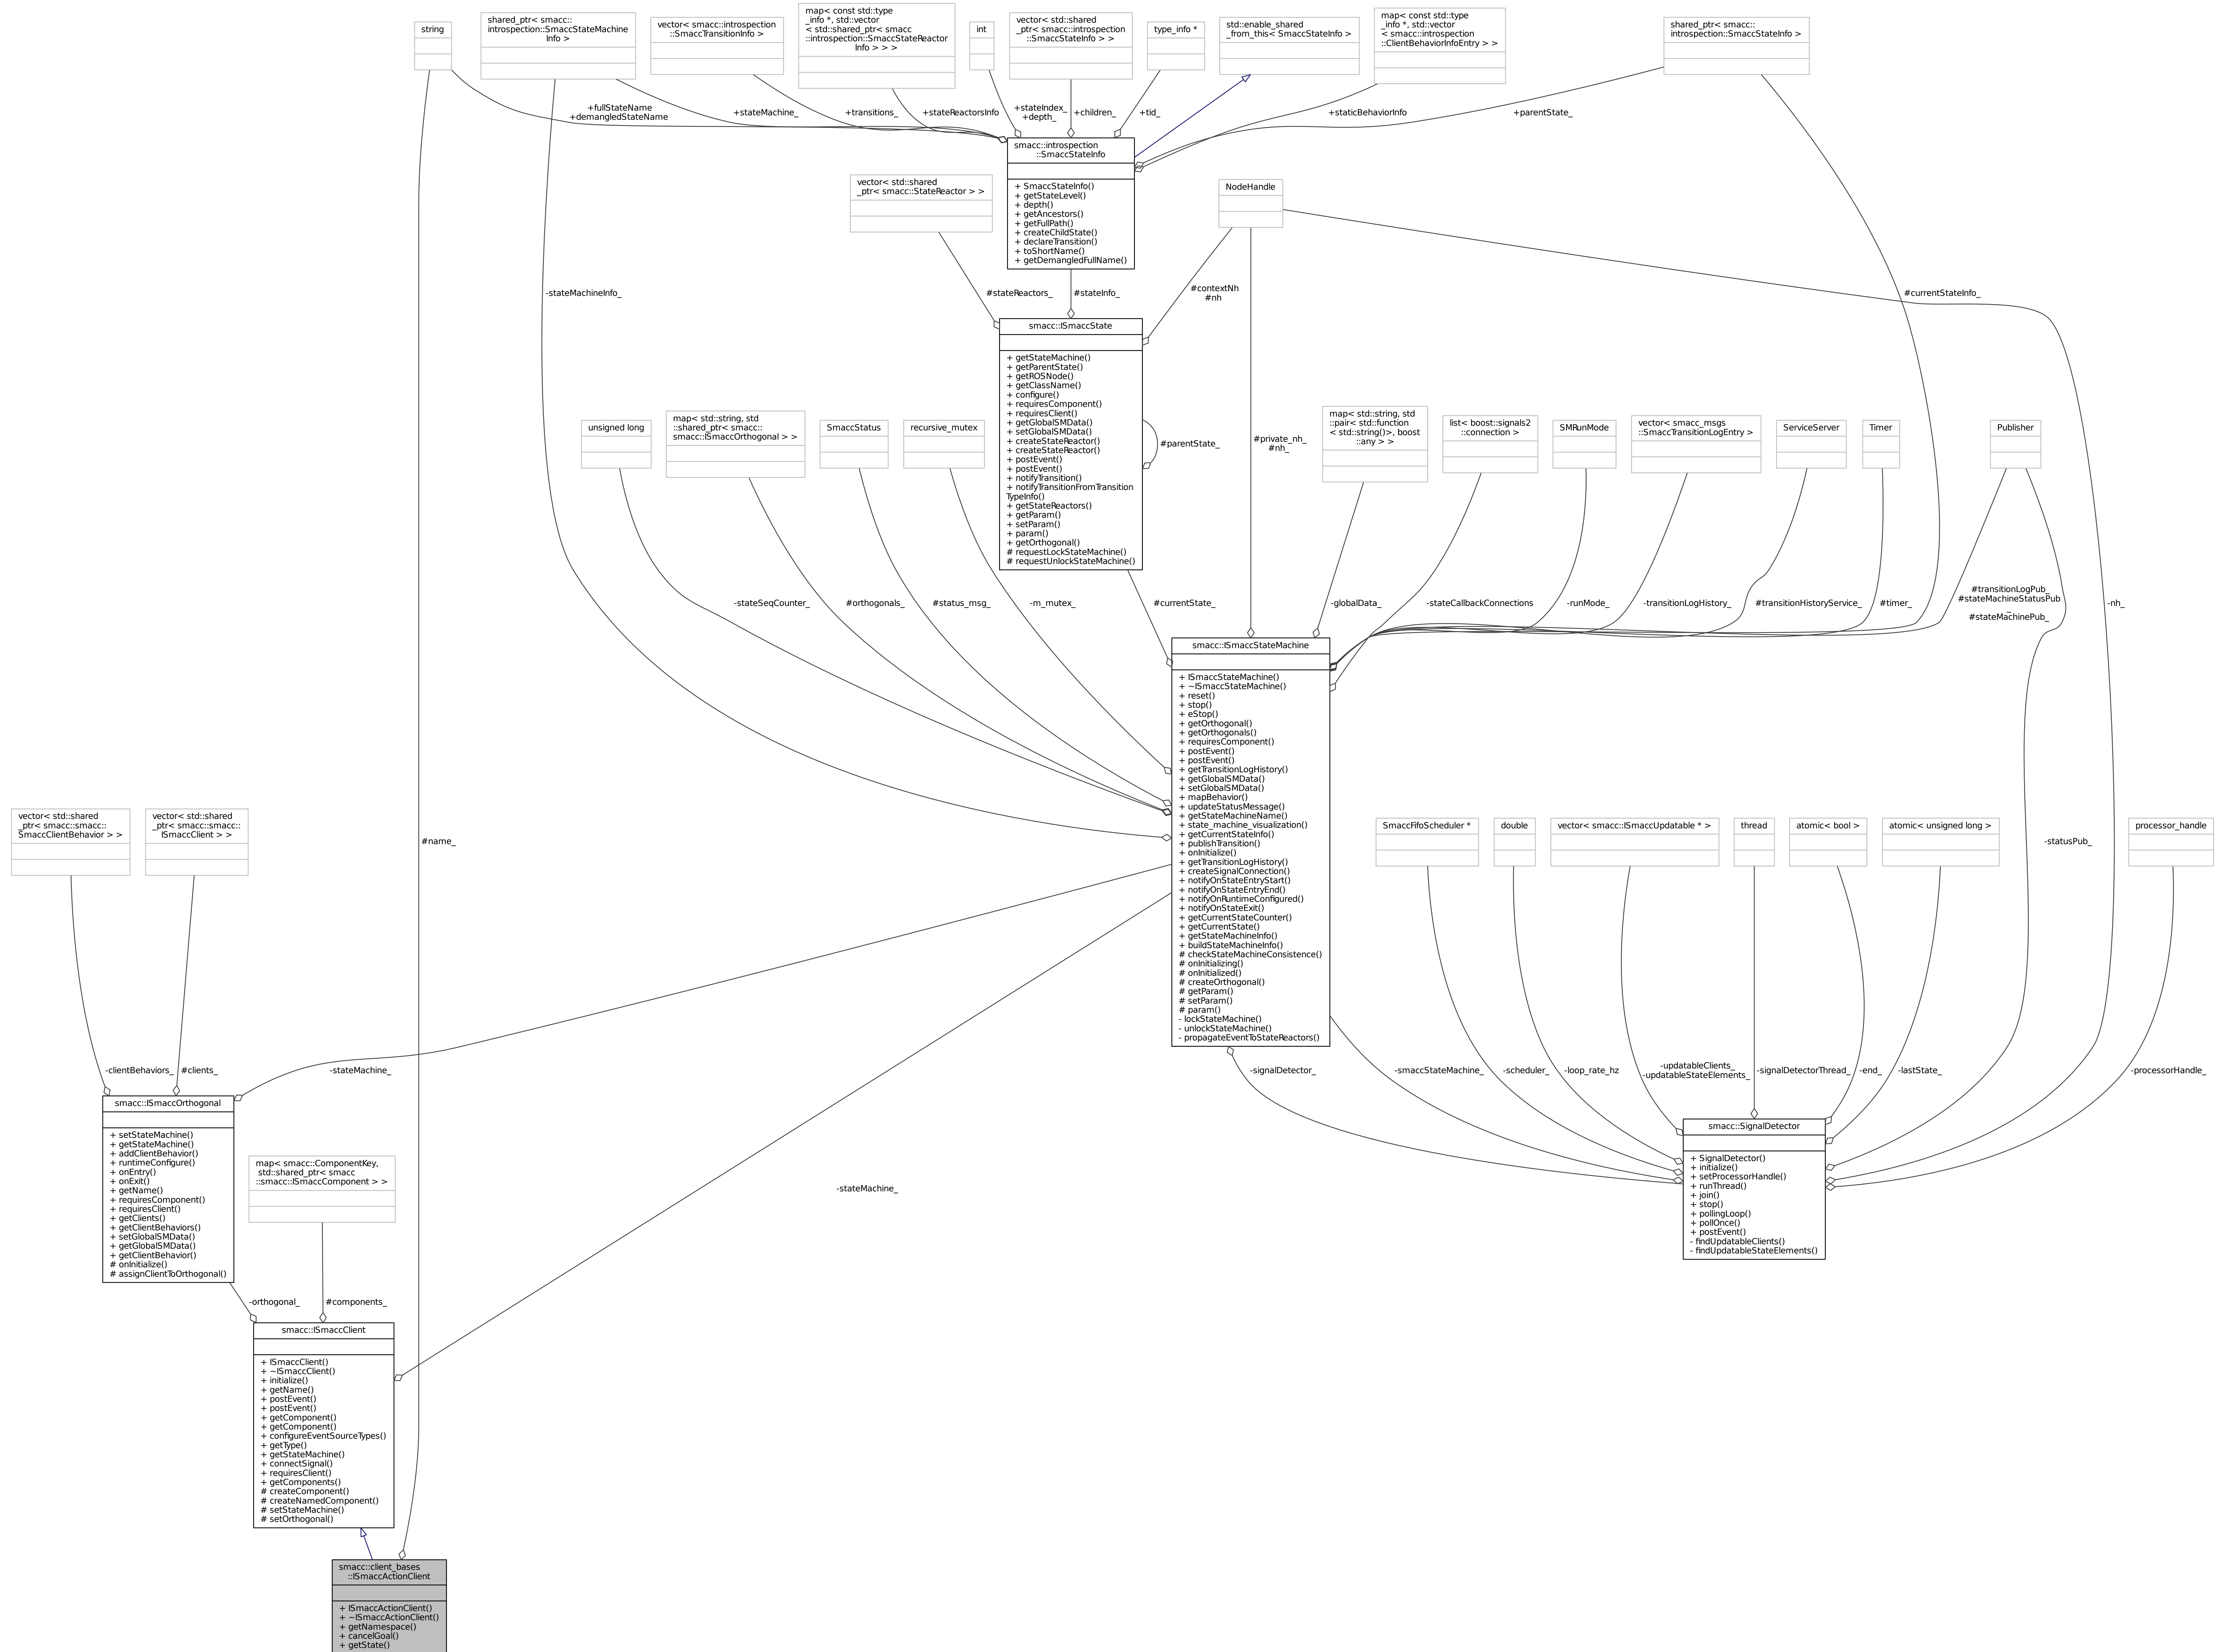 string
shared_ptr< smacc::
introspection::SmaccStateMachine
Info >
vector< smacc::introspection
::SmaccTransitionInfo >
map< const std::type
_info *, std::vector
< std::shared_ptr< smacc
::introspection::SmaccStateReactor
Info > > >
int
vector< std::shared
_ptr< smacc::introspection
::SmaccStateInfo > >
type_info *
std::enable_shared
_from_this< SmaccStateInfo >
map< const std::type
_info *, std::vector
< smacc::introspection
::ClientBehaviorInfoEntry > >
shared_ptr< smacc::
introspection::SmaccStateInfo >
+fullStateName
+demangledStateName
+stateMachine_
+transitions_
+stateReactorsInfo
+stateIndex_
+depth_
+children_
+tid_
+staticBehaviorInfo
+parentState_
smacc::introspection
::SmaccStateInfo
+ SmaccStateInfo()
+ getStateLevel()
+ depth()
+ getAncestors()
+ getFullPath()
+ createChildState()
+ declareTransition()
+ toShortName()
+ getDemangledFullName()
vector< std::shared
_ptr< smacc::StateReactor > >
NodeHandle
-stateMachineInfo_
#stateReactors_
#stateInfo_
#contextNh
#nh
#currentStateInfo_
smacc::ISmaccState
+ getStateMachine()
+ getParentState()
+ getROSNode()
+ getClassName()
+ configure()
+ requiresComponent()
+ requiresClient()
+ getGlobalSMData()
+ setGlobalSMData()
+ createStateReactor()
+ createStateReactor()
+ postEvent()
+ postEvent()
+ notifyTransition()
+ notifyTransitionFromTransition
TypeInfo()
+ getStateReactors()
+ getParam()
+ setParam()
+ param()
+ getOrthogonal()
# requestLockStateMachine()
# requestUnlockStateMachine()
#parentState_
#private_nh_
#nh_
unsigned long
map< std::string, std
::shared_ptr< smacc::
smacc::ISmaccOrthogonal > >
SmaccStatus
recursive_mutex
map< std::string, std
::pair< std::function
< std::string()>, boost
::any > >
list< boost::signals2
::connection >
SMRunMode
vector< smacc_msgs
::SmaccTransitionLogEntry >
ServiceServer
Timer
Publisher
-stateSeqCounter_
#orthogonals_
#status_msg_
-m_mutex_
#currentState_
-globalData_
-stateCallbackConnections
-runMode_
-transitionLogHistory_
#transitionHistoryService_
#timer_
#transitionLogPub_
#stateMachineStatusPub
_
#stateMachinePub_
-nh_
smacc::ISmaccStateMachine
+ ISmaccStateMachine()
+ ~ISmaccStateMachine()
+ reset()
+ stop()
+ eStop()
+ getOrthogonal()
+ getOrthogonals()
+ requiresComponent()
+ postEvent()
+ postEvent()
+ getTransitionLogHistory()
+ getGlobalSMData()
+ setGlobalSMData()
+ mapBehavior()
+ updateStatusMessage()
+ getStateMachineName()
+ state_machine_visualization()
+ getCurrentStateInfo()
+ publishTransition()
+ onInitialize()
+ getTransitionLogHistory()
+ createSignalConnection()
+ notifyOnStateEntryStart()
+ notifyOnStateEntryEnd()
+ notifyOnRuntimeConfigured()
+ notifyOnStateExit()
+ getCurrentStateCounter()
+ getCurrentState()
+ getStateMachineInfo()
+ buildStateMachineInfo()
# checkStateMachineConsistence()
# onInitializing()
# onInitialized()
# createOrthogonal()
# getParam()
# setParam()
# param()
- lockStateMachine()
- unlockStateMachine()
- propagateEventToStateReactors()
vector< std::shared
_ptr< smacc::smacc::
SmaccClientBehavior > >
vector< std::shared
_ptr< smacc::smacc::
ISmaccClient > >
#name_
SmaccFifoScheduler *
double
vector< smacc::ISmaccUpdatable * >
thread
atomic< bool >
atomic< unsigned long >
-statusPub_
processor_handle
-clientBehaviors_
#clients_
-stateMachine_
-signalDetector_
-smaccStateMachine_
-scheduler_
-loop_rate_hz
-updatableClients_
-updatableStateElements_
-signalDetectorThread_
-end_
-lastState_
-processorHandle_
smacc::ISmaccOrthogonal
+ setStateMachine()
+ getStateMachine()
+ addClientBehavior()
+ runtimeConfigure()
+ onEntry()
+ onExit()
+ getName()
+ requiresComponent()
+ requiresClient()
+ getClients()
+ getClientBehaviors()
+ setGlobalSMData()
+ getGlobalSMData()
+ getClientBehavior()
# onInitialize()
# assignClientToOrthogonal()
map< smacc::ComponentKey,
std::shared_ptr< smacc
::smacc::ISmaccComponent > >
-stateMachine_
smacc::SignalDetector
+ SignalDetector()
+ initialize()
+ setProcessorHandle()
+ runThread()
+ join()
+ stop()
+ pollingLoop()
+ pollOnce()
+ postEvent()
- findUpdatableClients()
- findUpdatableStateElements()
-orthogonal_
#components_
smacc::ISmaccClient
+ ISmaccClient()
+ ~ISmaccClient()
+ initialize()
+ getName()
+ postEvent()
+ postEvent()
+ getComponent()
+ getComponent()
+ configureEventSourceTypes()
+ getType()
+ getStateMachine()
+ connectSignal()
+ requiresClient()
+ getComponents()
# createComponent()
# createNamedComponent()
# setStateMachine()
# setOrthogonal()
smacc::client_bases
::ISmaccActionClient
+ ISmaccActionClient()
+ ~ISmaccActionClient()
+ getNamespace()
+ cancelGoal()
+ getState()